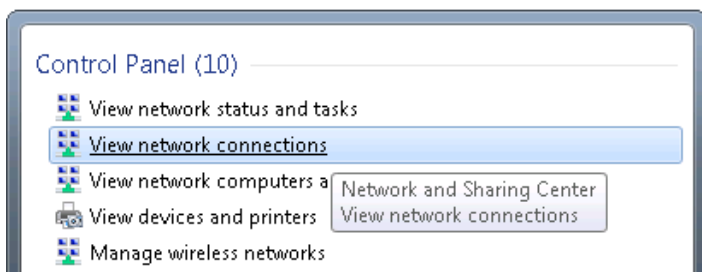 Control Panel (10)
View network status and tasks
View network connections
View network computers a
Network and Sharing Center
View network connections
View devices and printers
Manage wireless networks